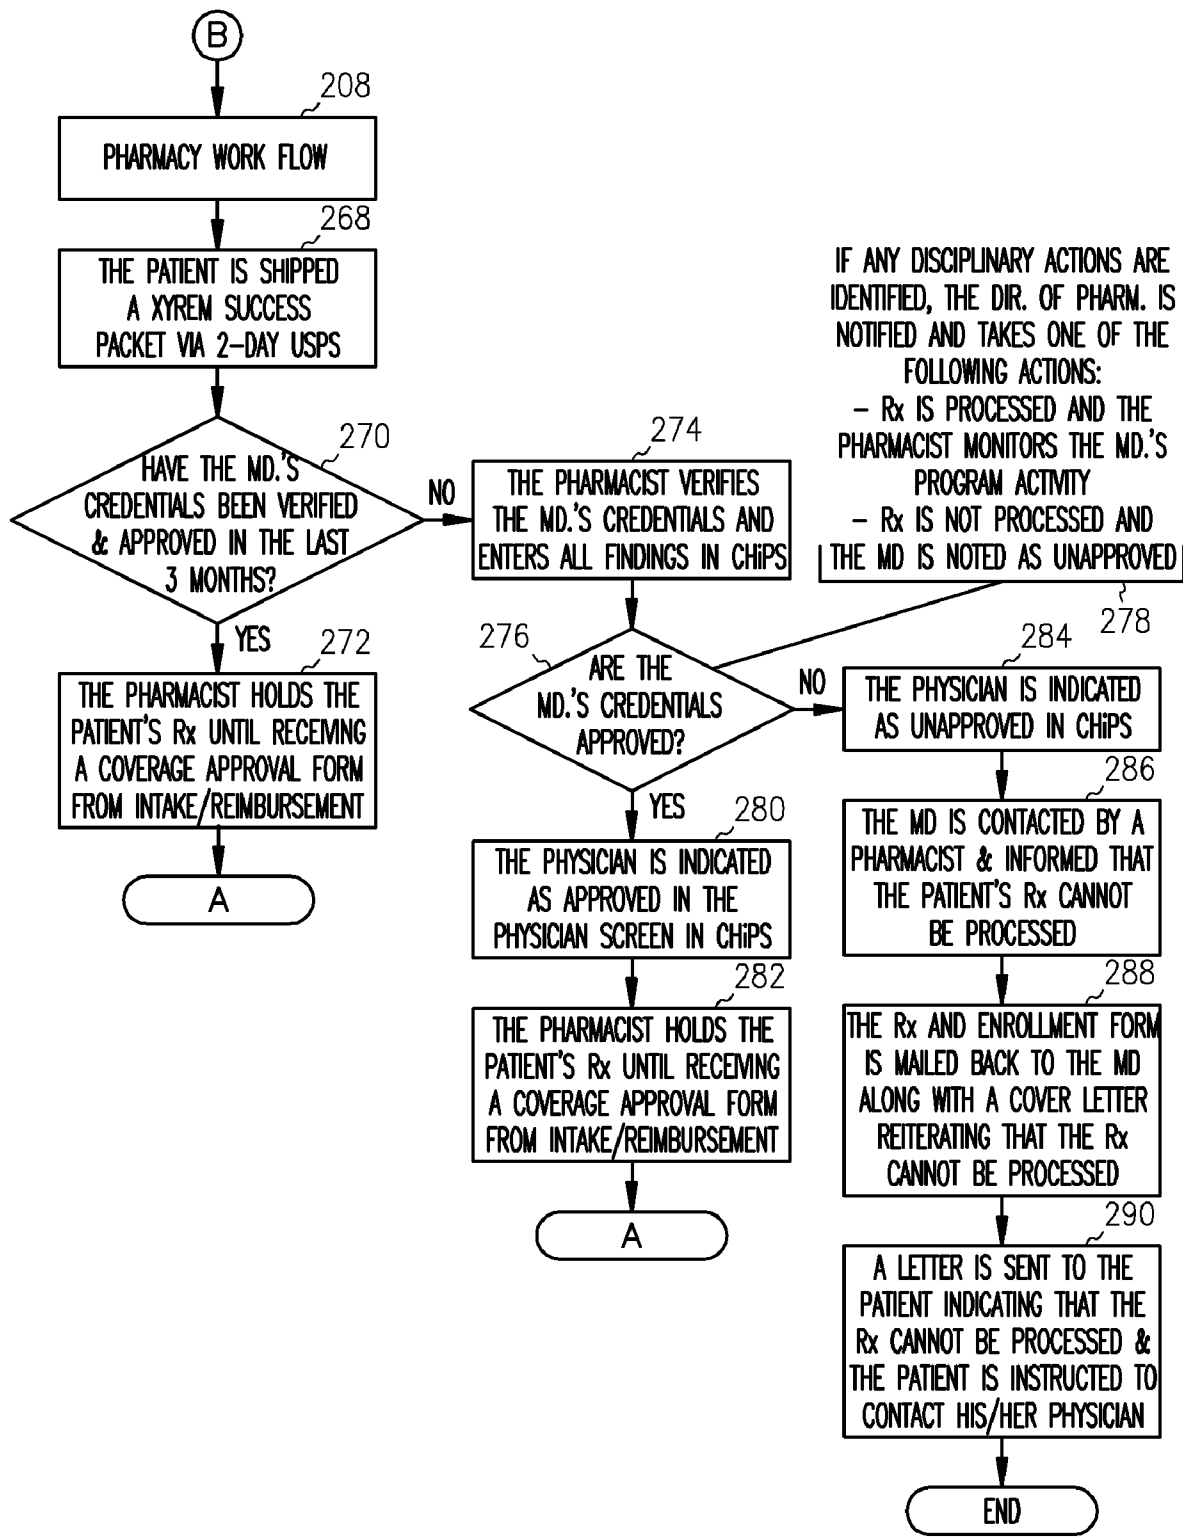 B
208
PHARMACY WORK FLOW
268
THE PATIENT IS SHIPPED
A XYREM SUCCESS
PACKET VIA 2-DAY USPS
270
HAVE THE MD.'S
CREDENTIALS BEEN VERIFIED
& APPROVED IN THE LAST
3 MONTHS?
NO
YES
272
THE PHARMACIST HOLDS THE
PATIENT'S Rx UNTIL RECEIVING
A COVERAGE APPROVAL FORM
FROM INTAKE/REIMBURSEMENT
A
274
THE PHARMACIST VERIFIES
THE MD.'S CREDENTIALS AND
ENTERS ALL FINDINGS IN CHiPS
276
ARE THE
MD.'S CREDENTIALS
APPROVED?
NO
YES
280
THE PHYSICIAN IS INDICATED
AS APPROVED IN THE
PHYSICIAN SCREEN IN CHiPS
282
THE PHARMACIST HOLDS THE
PATIENT'S Rx UNTIL RECEIVING
A COVERAGE APPROVAL FORM
FROM INTAKE/REIMBURSEMENT
A
IF ANY DISCIPLINARY ACTIONS ARE
IDENTIFIED, THE DIR. OF PHARM. IS
NOTIFIED AND TAKES ONE OF THE
FOLLOWING ACTIONS:
- Rx IS PROCESSED AND THE
PHARMACIST MONITORS THE MD.'S
PROGRAM ACTIVITY
- Rx IS NOT PROCESSED AND
THE MD IS NOTED AS UNAPPROVED
278
284
THE PHYSICIAN IS INDICATED
AS UNAPPROVED IN CHiPS
286
THE MD IS CONTACTED BY A
PHARMACIST & INFORMED THAT
THE PATIENT'S Rx CANNOT
BE PROCESSED
288
THE Rx AND ENROLLMENT FORM
IS MAILED BACK TO THE MD
ALONG WITH A COVER LETTER
REITERATING THAT THE Rx
CANNOT BE PROCESSED
290
A LETTER IS SENT TO THE
PATIENT INDICATING THAT THE
Rx CANNOT BE PROCESSED &
THE PATIENT IS INSTRUCTED TO
CONTACT HIS/HER PHYSICIAN
END